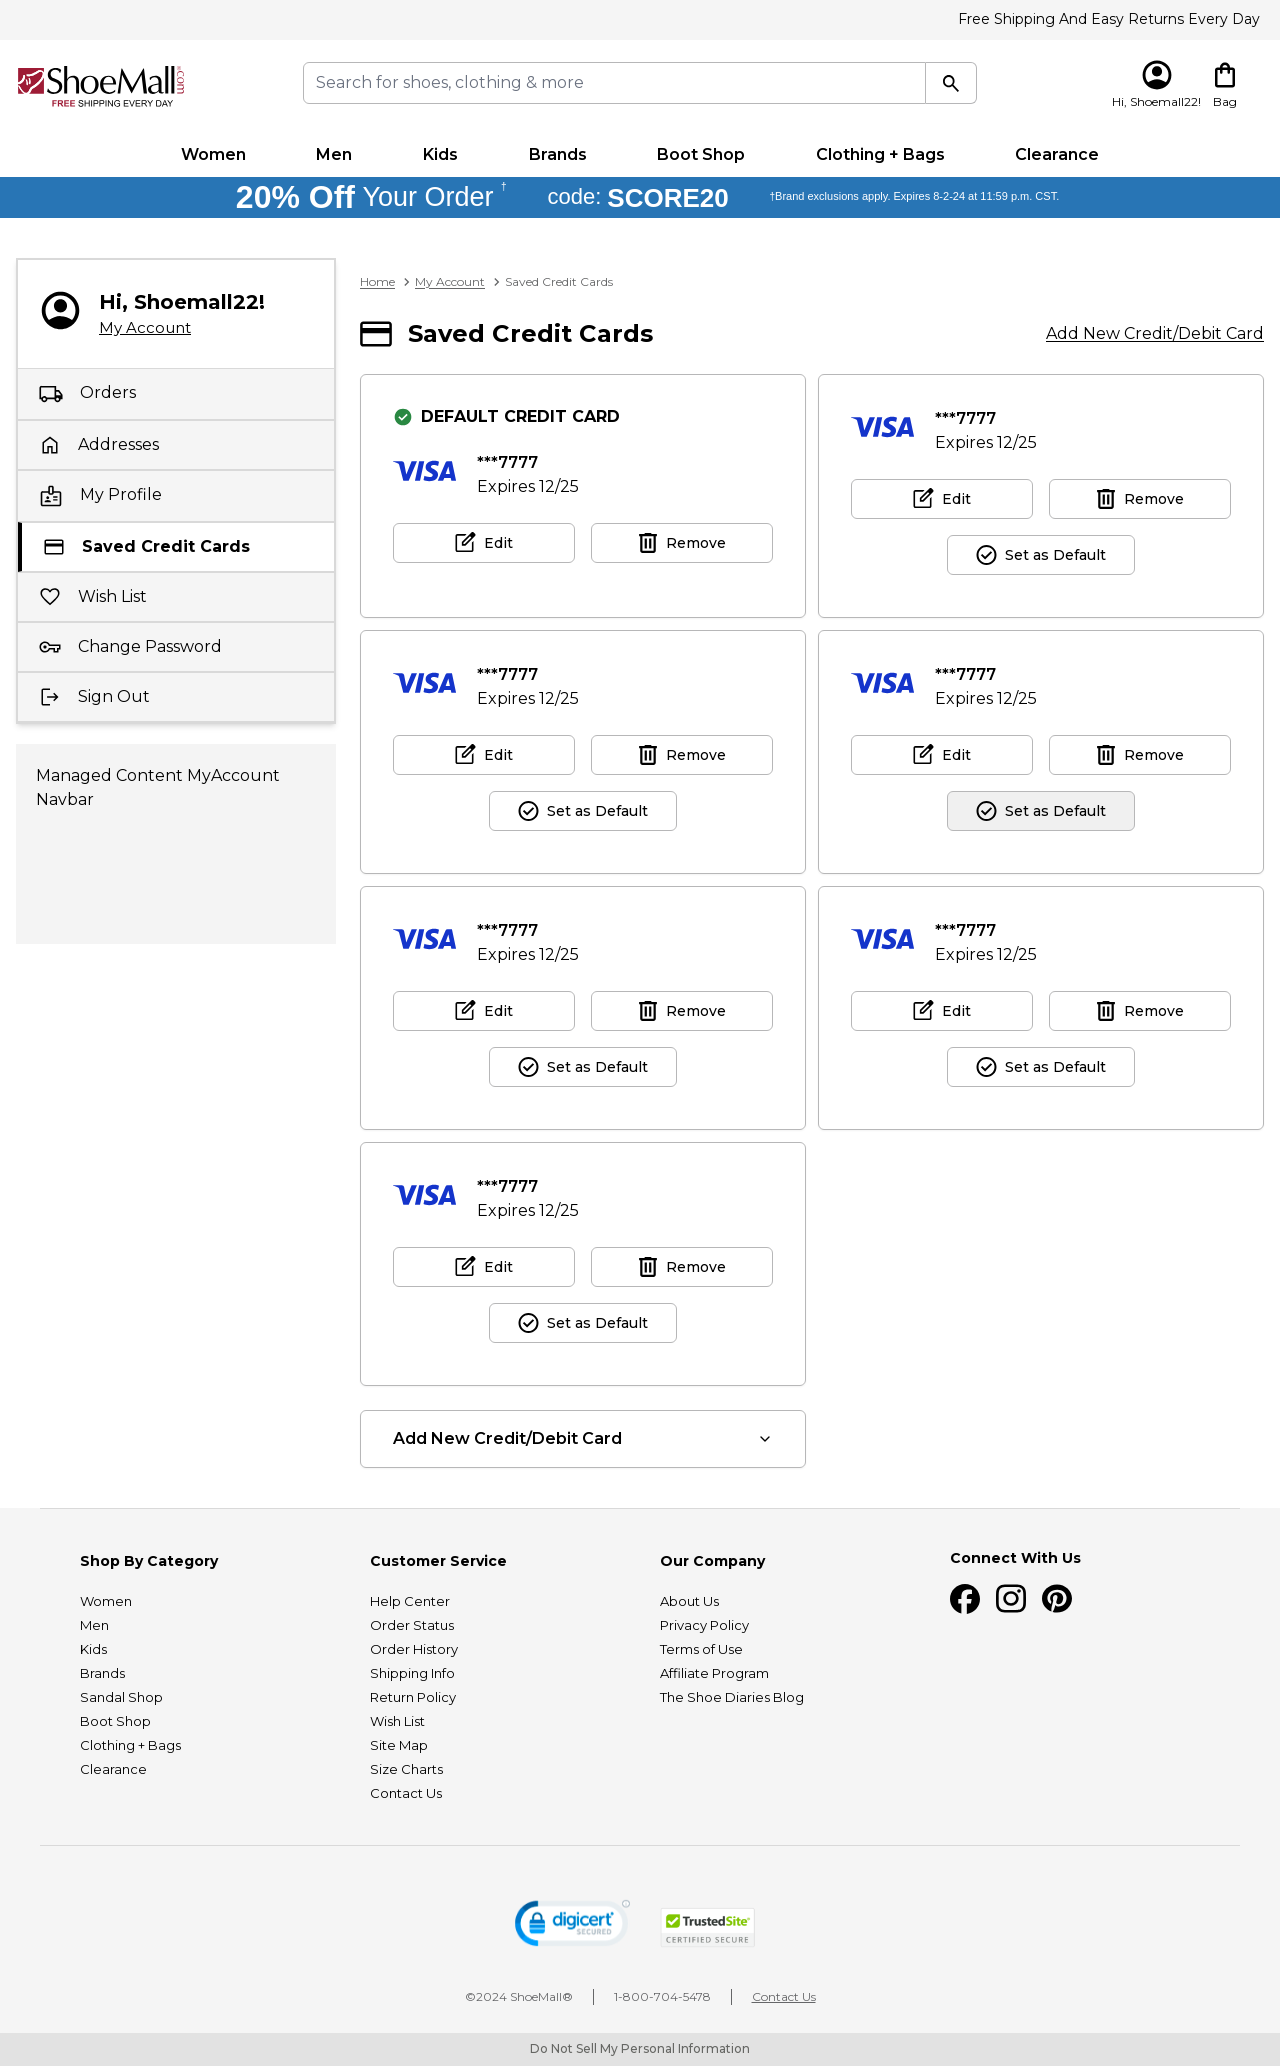 Free Shipping And Easy Returns Every Day
ShoeMall.com
FREE SHIPPING EVERY DAY
Search for shoes, clothing & more
Hi, Shoemall22!
Bag
Women Men Kids Brands Boot Shop Clothing + Bags Clearance
20% Off Your Order † code: SCORE20 †Brand exclusions apply. Expires 8-2-24 at 11:59 p.m. CST.
Hi, Shoemall22!
My Account
Orders
Addresses
My Profile
Saved Credit Cards
Wish List
Change Password
Sign Out
Managed Content MyAccount
Navbar
Home My Account Saved Credit Cards
Saved Credit Cards
Add New Credit/Debit Card
DEFAULT CREDIT CARD
VISA ***7777
Expires 12/25
Edit Remove
VISA ***7777
Expires 12/25
Edit Remove
Set as Default
VISA ***7777
Expires 12/25
Edit Remove
Set as Default
VISA ***7777
Expires 12/25
Edit Remove
Set as Default
VISA ***7777
Expires 12/25
Edit Remove
Set as Default
VISA ***7777
Expires 12/25
Edit Remove
Set as Default
VISA ***7777
Expires 12/25
Edit Remove
Set as Default
Add New Credit/Debit Card
Shop By Category
Women
Men
Kids
Brands
Sandal Shop
Boot Shop
Clothing + Bags
Clearance
Customer Service
Help Center
Order Status
Order History
Shipping Info
Return Policy
Wish List
Site Map
Size Charts
Contact Us
Our Company
About Us
Privacy Policy
Terms of Use
Affiliate Program
The Shoe Diaries Blog
Connect With Us
digicert
SECURED
TrustedSite
CERTIFIED SECURE
©2024 ShoeMall® 1-800-704-5478 Contact Us
Do Not Sell My Personal Information